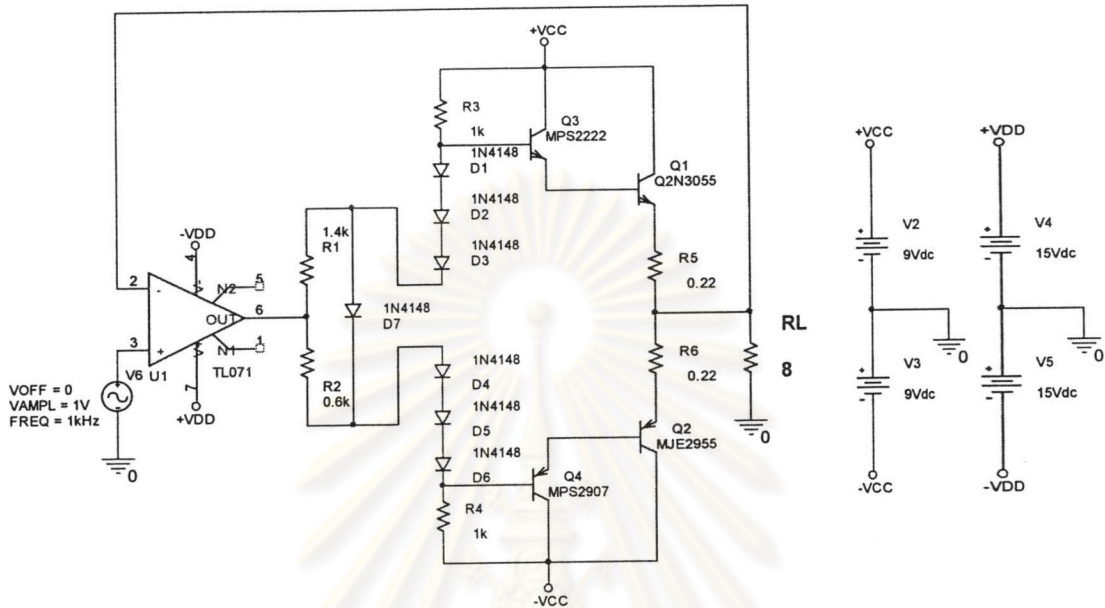 +VCC
R3
1k
Q3
MPS2222
1N4148
D1
1N4148
D2
1N4148
D3
Q1
Q2N3055
1.4k
R1
-VDD
4
V-
2
-
N2
5
OUT
6
3
+
N1
1
V+
7
V6
U1
TL071
+VDD
VOFF = 0
VAMPL = 1V
FREQ = 1kHz
0
1N4148
D7
R2
0.6k
R5
0.22
R6
0.22
RL
8
0
1N4148
D4
1N4148
D5
1N4148
D6
Q4
MPS2907
Q2
MJE2955
R4
1k
-VCC
+VCC
+VDD
+
V2
-
9Vdc
+
V4
-
15Vdc
0
0
+
V3
-
9Vdc
+
V5
-
15Vdc
-VCC
-VDD